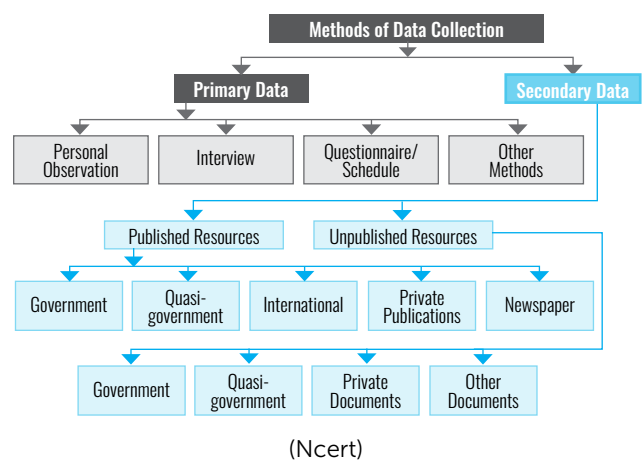 Methods of Data Collection
Primary Data
Secondary Data
Personal
Observation
Interview
Questionnaire/
Schedule
Other
Methods
Published Resources
Unpublished Resources
Government
Quasi-
government
International
Private
Publications
Newspaper
Government
Quasi-
government
Private
Documents
Other
Documents
(Ncert)